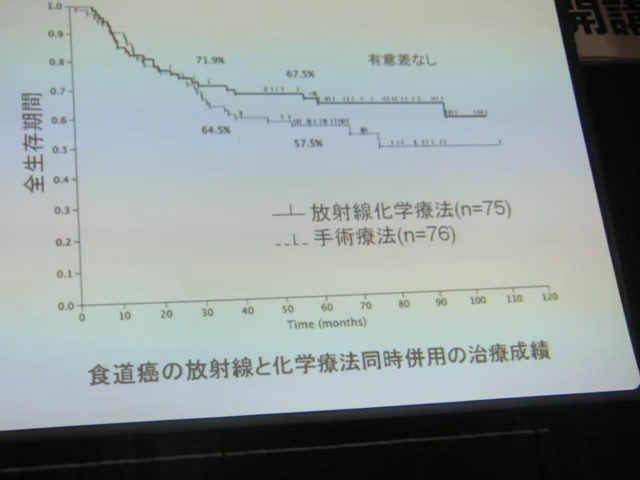 開講
1.0
0.9
0.8
0.7
0.6
0.5
0.4
0.3
0.2
0.1
0.0
全生存期間
71.9%
67.5%
有意差なし
64.5%
57.5%
放射線化学療法(n=75)
手術療法(n=76)
0 10 20 30 40 50 60 70 80 90 100 110 120
Time (months)
食道癌の放射線と化学療法同時併用の治療成績